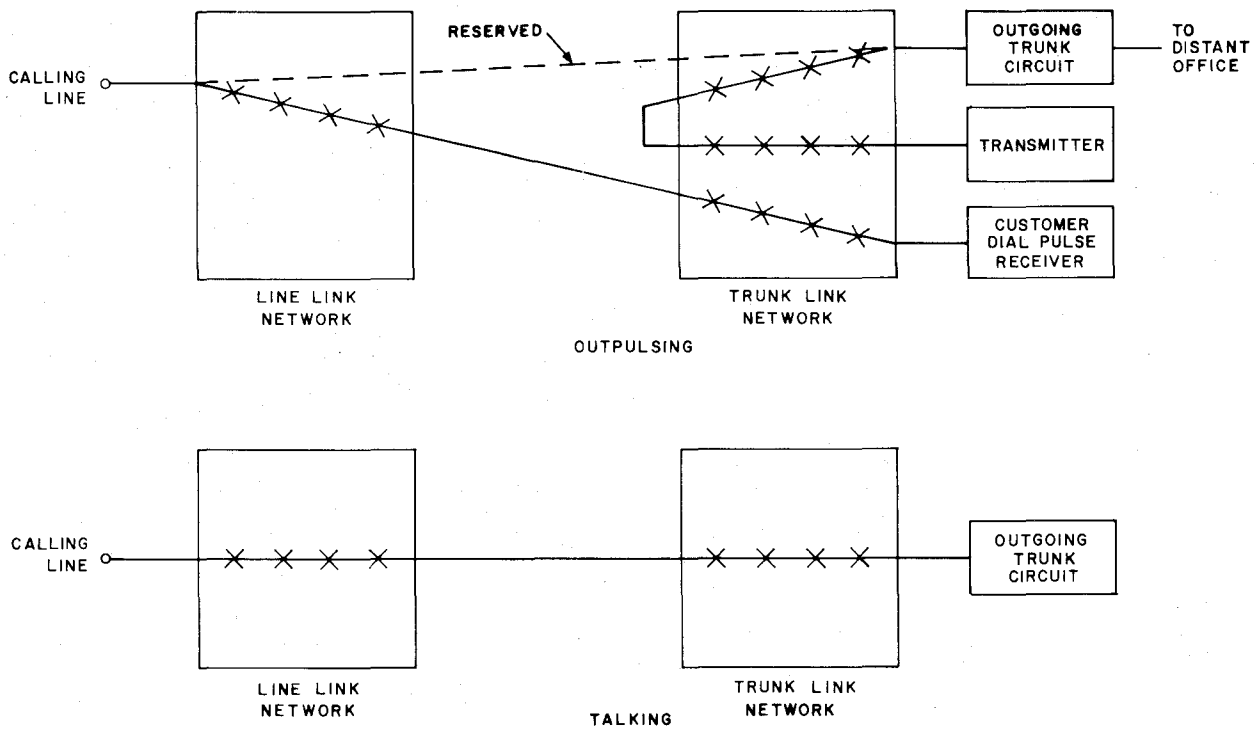 RESERVED
OUTGOING
TRUNK
CIRCUIT
TO
DISTANT
OFFICE
CALLING
LINE
TRANSMITTER
CUSTOMER
DIAL PULSE
RECEIVER
LINE LINK
NETWORK
TRUNK LINK
NETWORK
OUTPULSING
CALLING
LINE
OUTGOING
TRUNK
CIRCUIT
LINE LINK
NETWORK
TRUNK LINK
NETWORK
TALKING